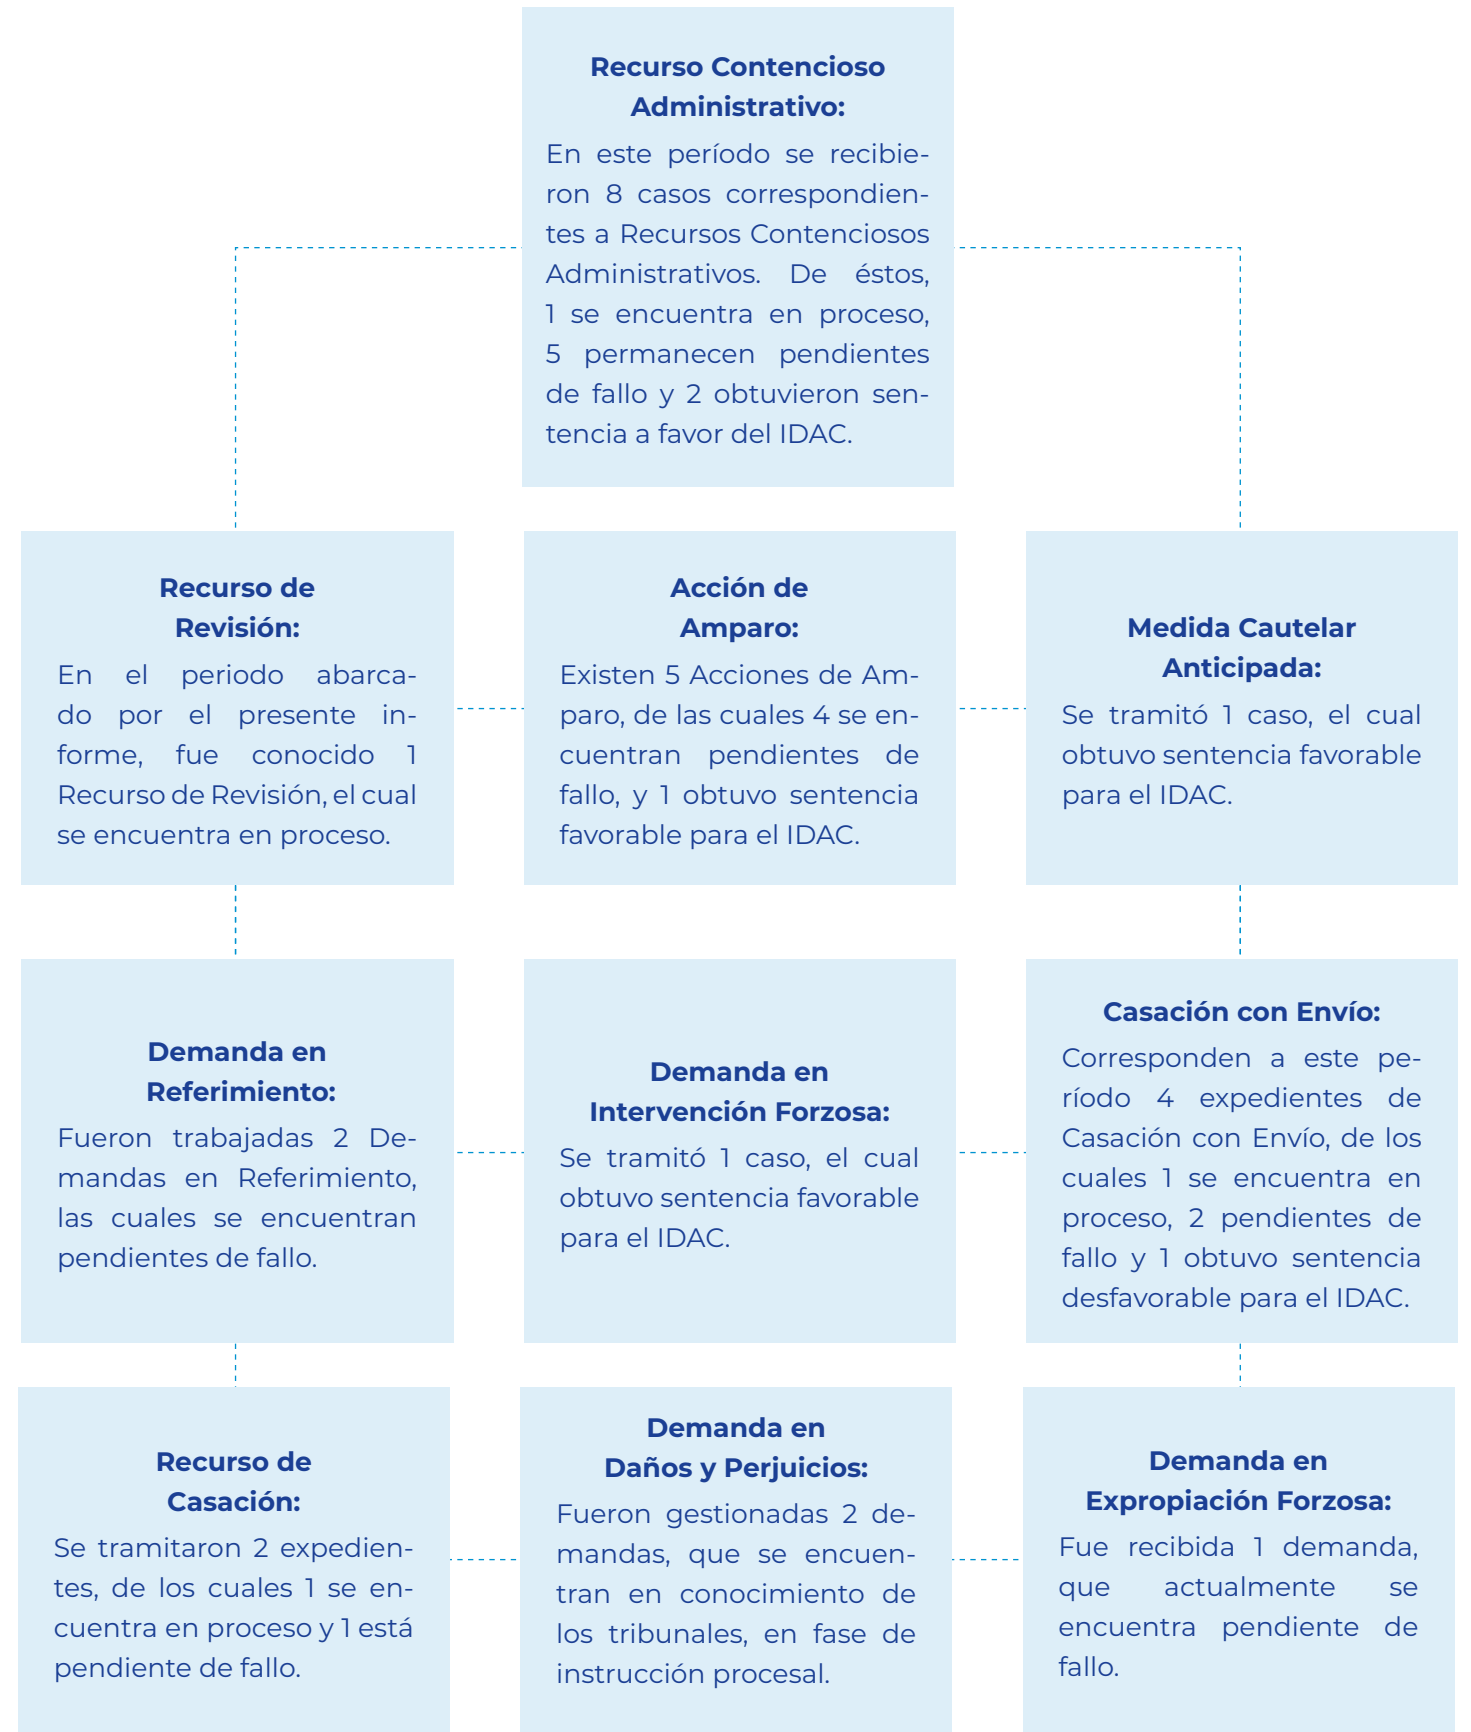 Recurso Contencioso
Administrativo:
En este período se recibie-
ron 8 casos correspondien-
tes a Recursos Contenciosos
Administrativos. De éstos,
1 se encuentra en proceso,
5 permanecen pendientes
de fallo y 2 obtuvieron sen-
tencia a favor del IDAC.
Recurso de
Revisión:
En el periodo abarca-
do por el presente in-
forme, fue conocido 1
Recurso de Revisión, el cual
se encuentra en proceso.
Acción de
Amparo:
Existen 5 Acciones de Am-
paro, de las cuales 4 se en-
cuentran pendientes de
fallo, y 1 obtuvo sentencia
favorable para el IDAC.
Medida Cautelar
Anticipada:
Se tramitó 1 caso, el cual
obtuvo sentencia favorable
para el IDAC.
Demanda en
Referimiento:
Fueron trabajadas 2 De-
mandas en Referimiento,
las cuales se encuentran
pendientes de fallo.
Demanda en
Intervención Forzosa:
Se tramitó 1 caso, el cual
obtuvo sentencia favorable
para el IDAC.
Casación con Envío:
Corresponden a este pe-
ríodo 4 expedientes de
Casación con Envío, de los
cuales 1 se encuentra en
proceso, 2 pendientes de
fallo y 1 obtuvo sentencia
desfavorable para el IDAC.
Recurso de
Casación:
Se tramitaron 2 expedien-
tes, de los cuales 1 se en-
cuentra en proceso y 1 está
pendiente de fallo.
Demanda en
Daños y Perjuicios:
Fueron gestionadas 2 de-
mandas, que se encuen-
tran en conocimiento de
los tribunales, en fase de
instrucción procesal.
Demanda en
Expropiación Forzosa:
Fue recibida 1 demanda,
que actualmente se
encuentra pendiente de
fallo.